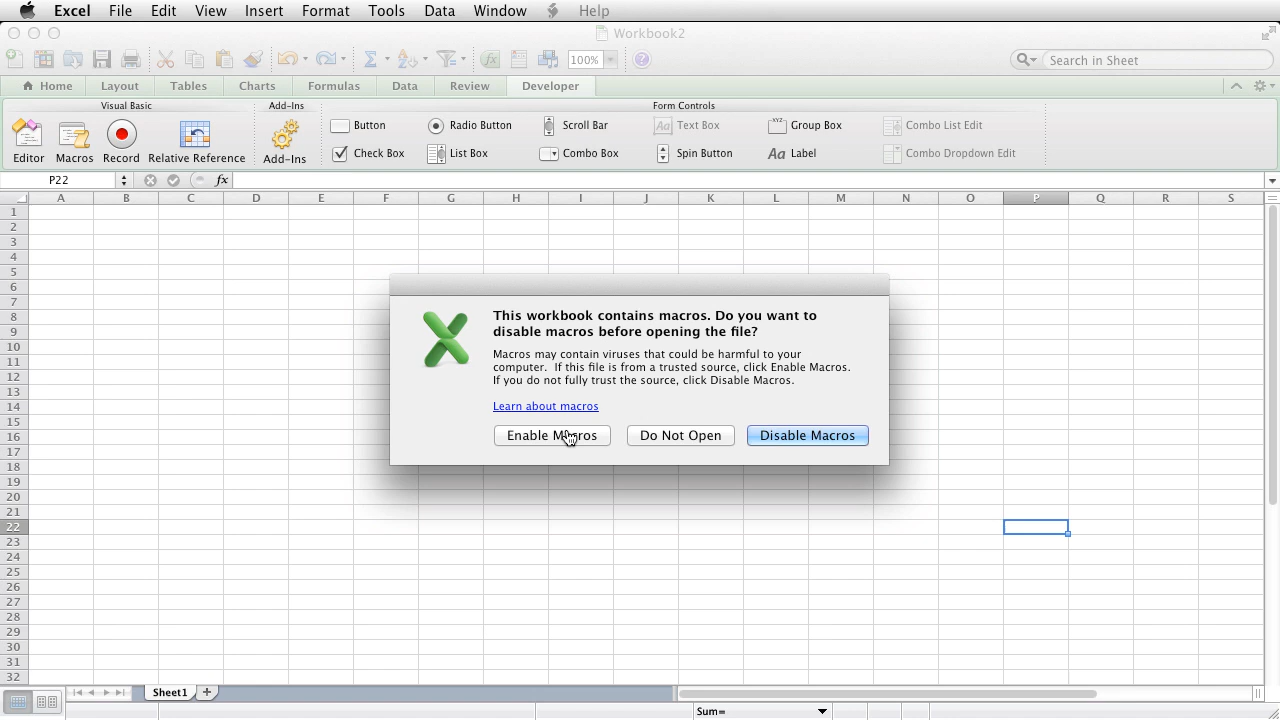 Excel File Edit View Insert Format Tools Data Window Help
Workbook2
100%
Search in Sheet
Home Layout Tables Charts Formulas Data Review Developer
Visual Basic Add-Ins Form Controls
Button Radio Button Scroll Bar Aa Text Box XYZ Group Box Combo List Edit
Editor Macros Record Relative Reference Add-Ins Check Box List Box Combo Box Spin Button Aa Label Combo Dropdown Edit
P22 fx
A B C D E F G H I J K L M N O P Q R S
1
2
3
4
5
6
7
8
9
10
11
12
13
14
15
16
17
18
19
20
21
22
23
24
25
26
27
28
29
30
31
32
This workbook contains macros. Do you want to
disable macros before opening the file?
Macros may contain viruses that could be harmful to your
computer. If this file is from a trusted source, click Enable Macros.
If you do not fully trust the source, click Disable Macros.
Learn about macros
Enable Macros Do Not Open Disable Macros
Sheet1
Sum=